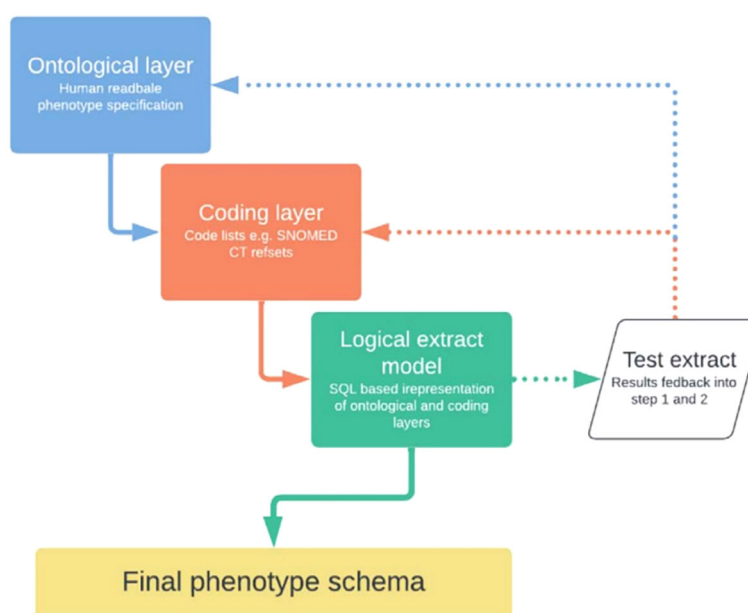 Ontological layer
Human readbale
phenotype specification
Coding layer
Code lists e.g. SNOMED
CT refsets
Logical extract
model
SQL based irepresentation
of ontological and coding
layers
Test extract
Results fedback into
step 1 and 2
Final phenotype schema